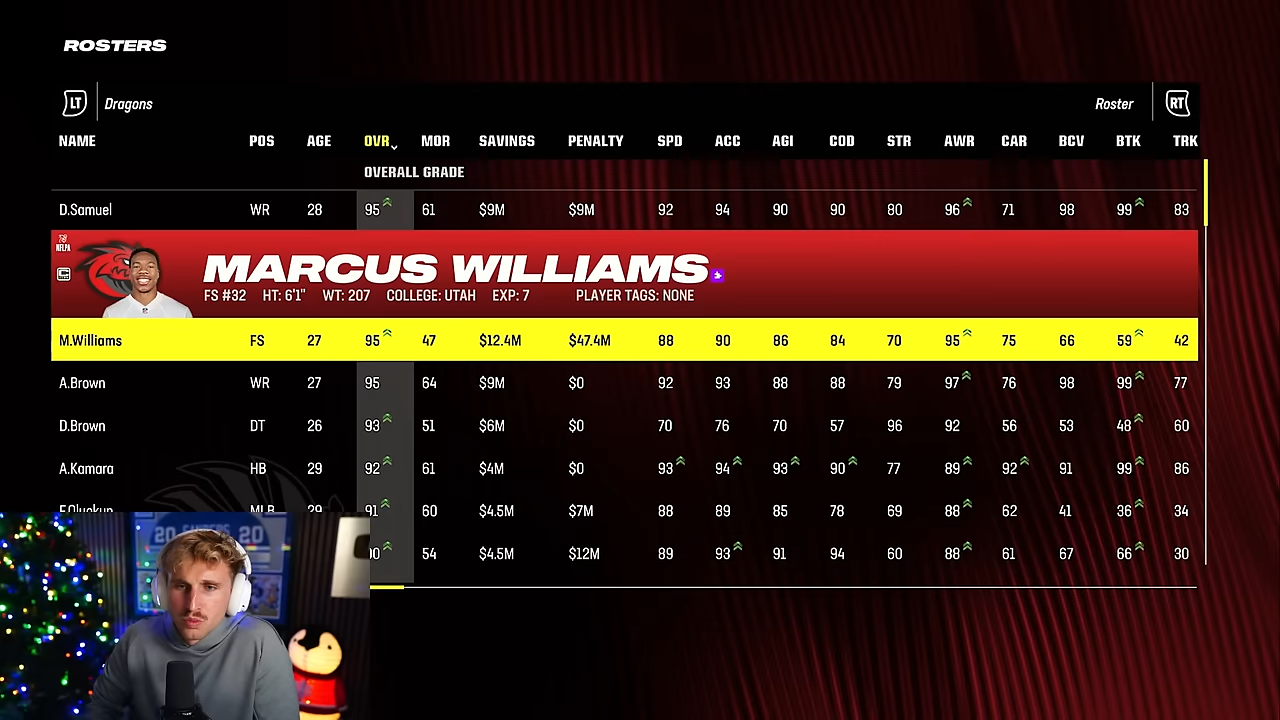 ROSTERS
LT Dragons Roster RT
NAME POS AGE OVR MOR SAVINGS PENALTY SPD ACC AGI COD STR AWR CAR BCV BTK TRK
OVERALL GRADE
D.Samuel WR 28 95 61 $9M $9M 92 94 90 90 80 96 71 98 99 83
NFLPA
MARCUS WILLIAMS
FS #32 HT: 6'1" WT: 207 COLLEGE: UTAH EXP: 7 PLAYER TAGS: NONE
M.Williams FS 27 95 47 $12.4M $47.4M 88 90 86 84 70 95 75 66 59 42
A.Brown WR 27 95 64 $9M $0 92 93 88 88 79 97 76 98 99 77
D.Brown DT 26 93 51 $6M $0 70 76 70 57 96 92 56 53 48 60
A.Kamara HB 29 92 61 $4M $0 93 94 93 90 77 89 92 91 99 86
MLB 29 91 60 $4.5M $7M 88 89 85 78 69 88 62 41 36 34
54 $4.5M $12M 89 93 91 94 60 88 61 67 66 30
20 SANDERS 20